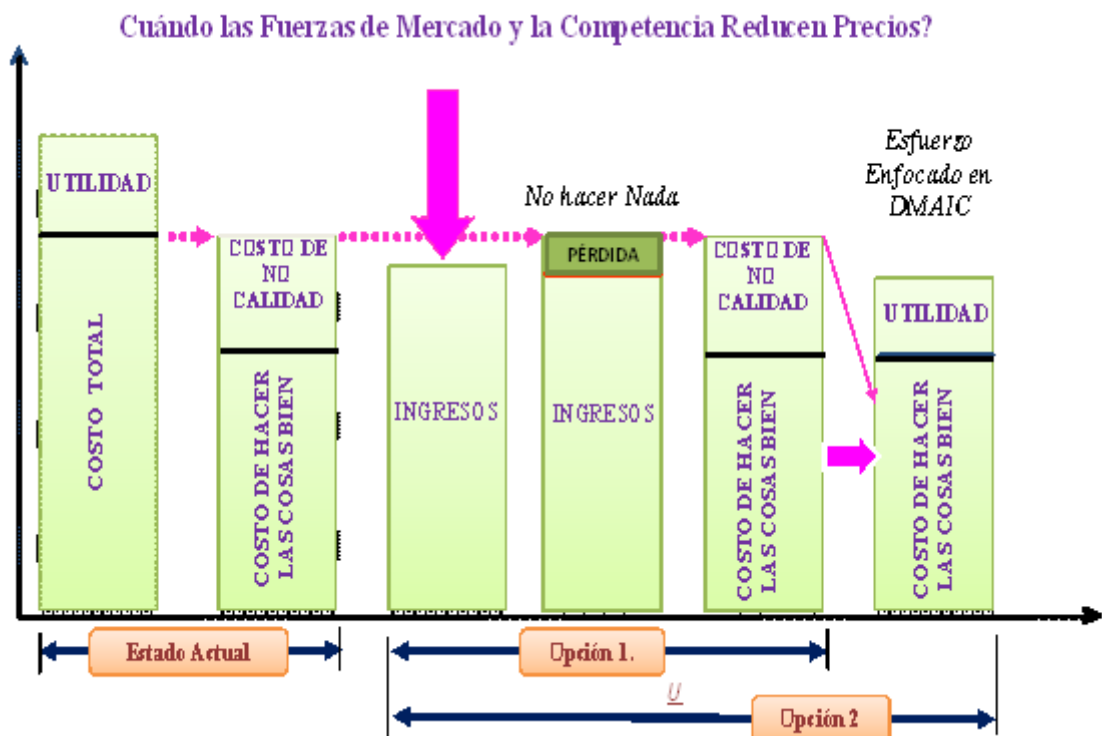 Cuándo las Fuerzas de Mercado y la Competencia Reducen Precios?
UTILIDAD
COSTO TOTAL
COSTO DE
NO
CALIDAD
COSTO DE HACER
LAS COSAS BIEN
INGRESOS
No hacer Nada
PÉRDIDA
INGRESOS
COSTO DE
NO
CALIDAD
COSTO DE HACER
LAS COSAS BIEN
Esfuerzo
Enfocado en
DMAIC
UTILIDAD
COSTO DE HACER
LAS COSAS BIEN
Estado Actual
Opción 1.
U
Opción 2